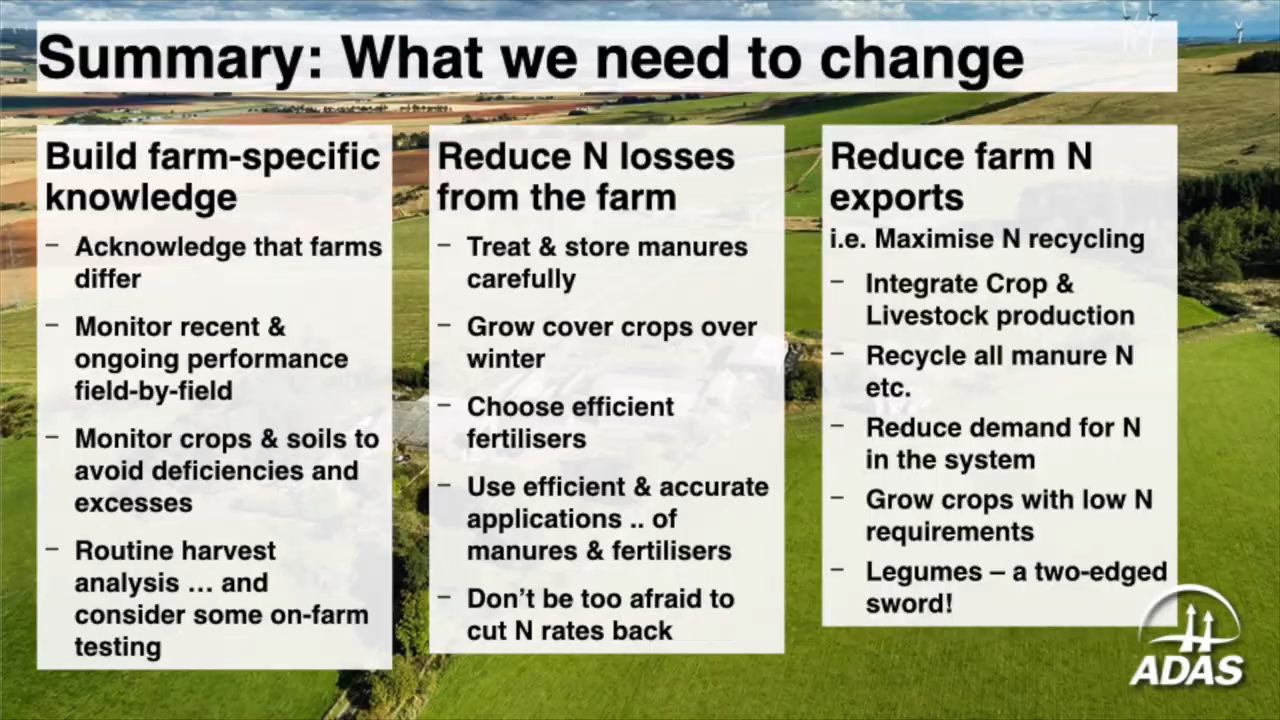 Summary: What we need to change
Build farm-specific
knowledge
– Acknowledge that farms
differ
– Monitor recent &
ongoing performance
field-by-field
– Monitor crops & soils to
avoid deficiencies and
excesses
– Routine harvest
analysis ... and
consider some on-farm
testing
Reduce N losses
from the farm
– Treat & store manures
carefully
– Grow cover crops over
winter
– Choose efficient
fertilisers
– Use efficient & accurate
applications .. of
manures & fertilisers
– Don't be too afraid to
cut N rates back
Reduce farm N
exports
i.e. Maximise N recycling
– Integrate Crop &
Livestock production
– Recycle all manure N
etc.
– Reduce demand for N
in the system
– Grow crops with low N
requirements
– Legumes – a two-edged
sword!
ADAS